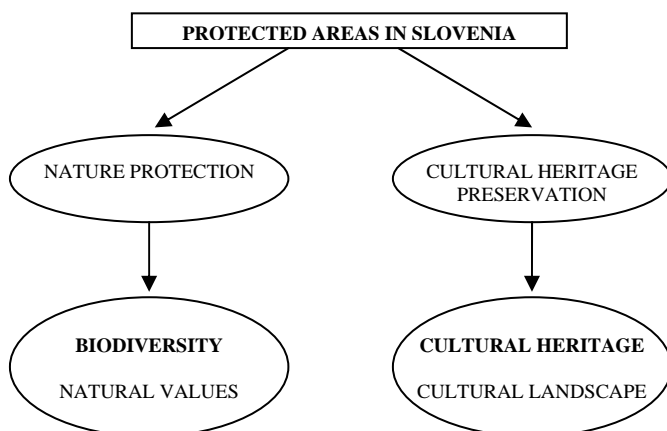 PROTECTED AREAS IN SLOVENIA
NATURE PROTECTION
CULTURAL HERITAGE
PRESERVATION
BIODIVERSITY
NATURAL VALUES
CULTURAL HERITAGE
CULTURAL LANDSCAPE